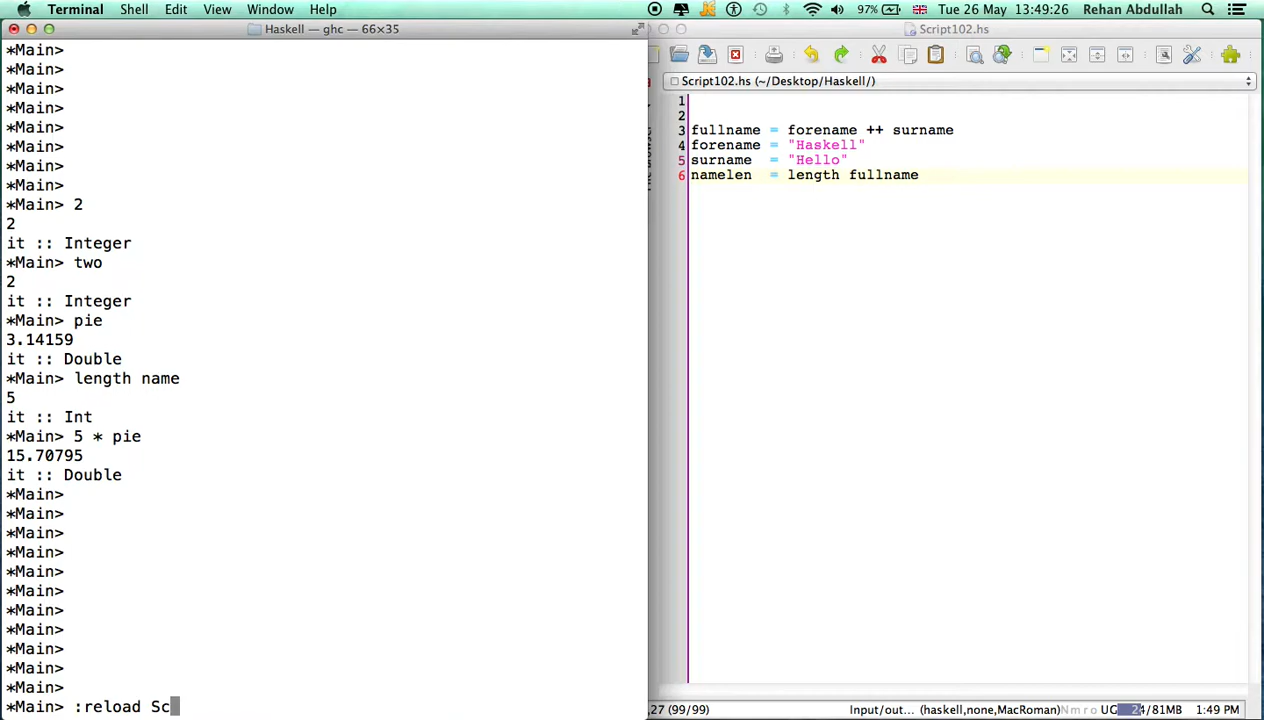 Terminal Shell Edit View Window Help 97% Tue 26 May 13:49:26 Rehan Abdullah
Haskell — ghc — 66×35
*Main>
*Main>
*Main>
*Main>
*Main>
*Main>
*Main>
*Main>
*Main> 2
2
it :: Integer
*Main> two
2
it :: Integer
*Main> pie
3.14159
it :: Double
*Main> length name
5
it :: Int
*Main> 5 * pie
15.70795
it :: Double
*Main>
*Main>
*Main>
*Main>
*Main>
*Main>
*Main>
*Main>
*Main>
*Main>
*Main>
*Main> :reload Sc
Script102.hs
Script102.hs (~/Desktop/Haskell/)
1
2
3 fullname = forename ++ surname
4 forename = "Haskell"
5 surname = "Hello"
6 namelen = length fullname
,27 (99/99) Input/out... (haskell,none,MacRoman) N m r o UG 24/81MB 1:49 PM